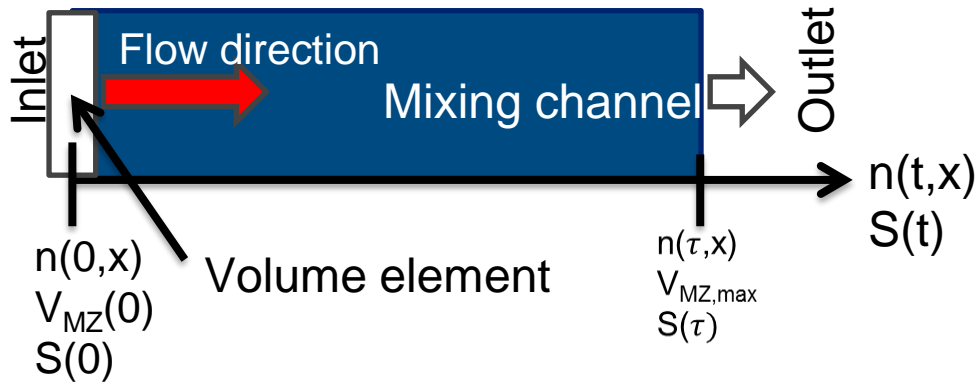 Inlet
Flow direction
Mixing channel
Outlet
n(t,x)
S(t)
n(0,x)
V_MZ(0)
S(0)
Volume element
n(τ,x)
V_MZ,max
S(τ)